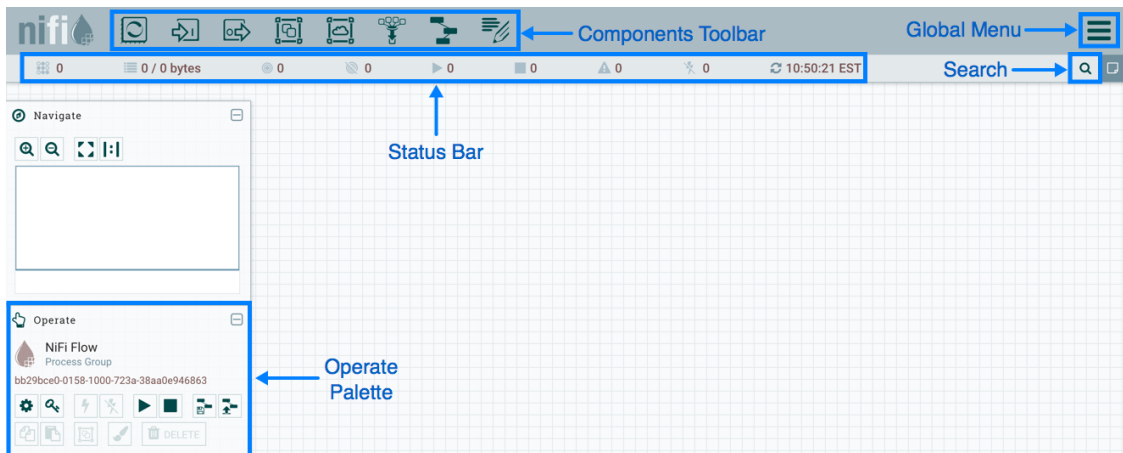 nifi
Components Toolbar
Global Menu
0
0 / 0 bytes
0
0
0
0
0
0
10:50:21 EST
Search
Status Bar
Navigate
Operate
NiFi Flow
Process Group
bb29bce0-0158-1000-723a-38aa0e946863
DELETE
Operate
Palette